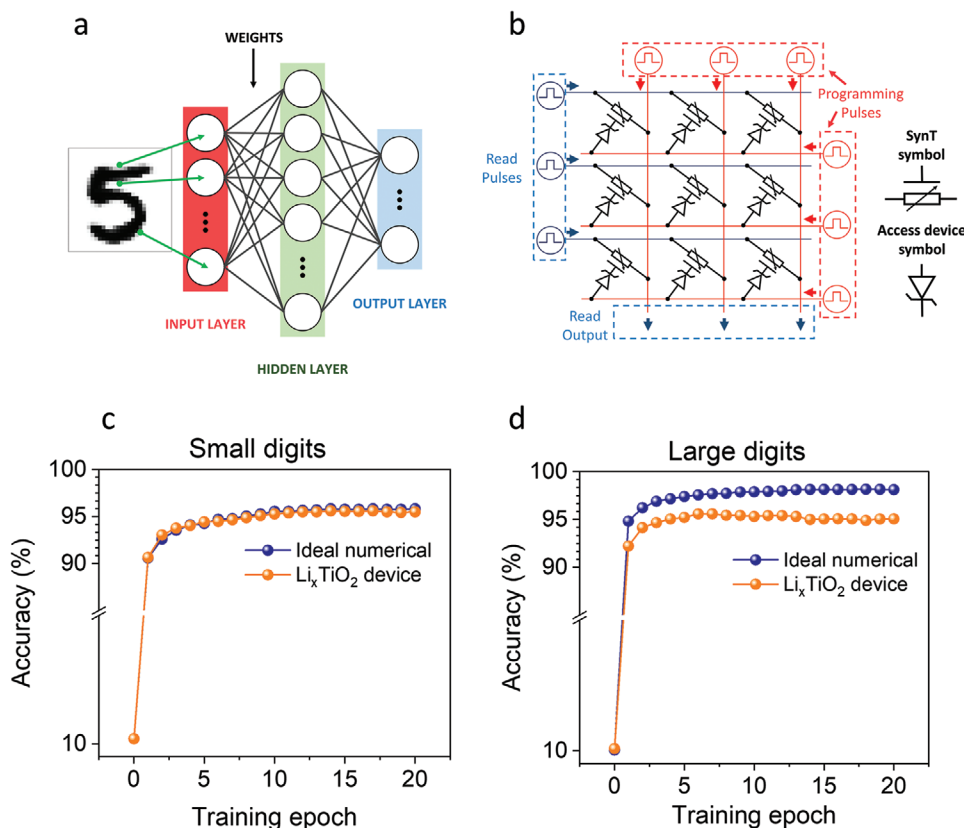 a
WEIGHTS
5
INPUT LAYER
HIDDEN LAYER
OUTPUT LAYER
b
Programming
Pulses
Read
Pulses
Read
Output
SynT
symbol
Access device
symbol
c
Small digits
Accuracy (%)
100
95
90
10
Ideal numerical
LiₓTiO₂ device
0 5 10 15 20
Training epoch
d
Large digits
Accuracy (%)
100
95
90
10
Ideal numerical
LiₓTiO₂ device
0 5 10 15 20
Training epoch